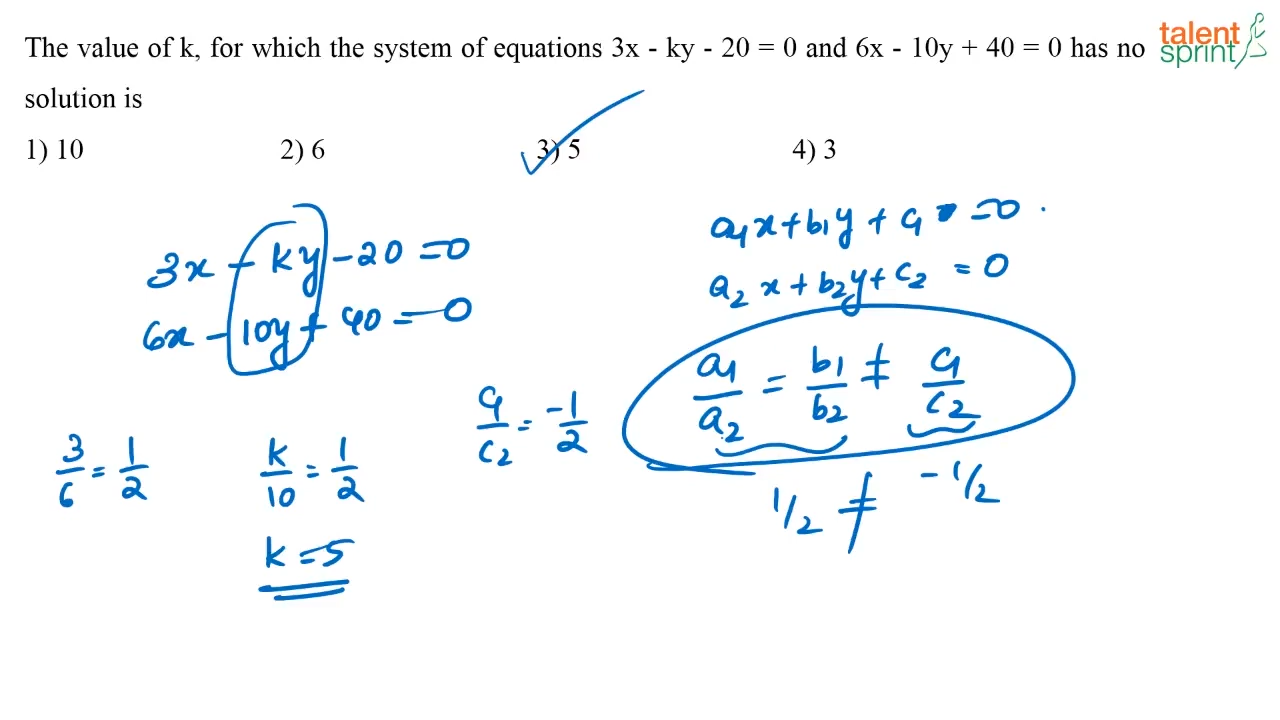 The value of k, for which the system of equations 3x - ky - 20 = 0 and 6x - 10y + 40 = 0 has no
solution is
talent
sprint
1) 10 2) 6 3) 5 4) 3
3x - ky - 20 = 0
6x - 10y + 40 = 0
a1x + b1y + c1 = 0
a2x + b2y + c2 = 0
a1/a2 = b1/b2 ≠ c1/c2
c1/c2 = -1/2
3/6 = 1/2 k/10 = 1/2
1/2 ≠ -1/2
k = 5